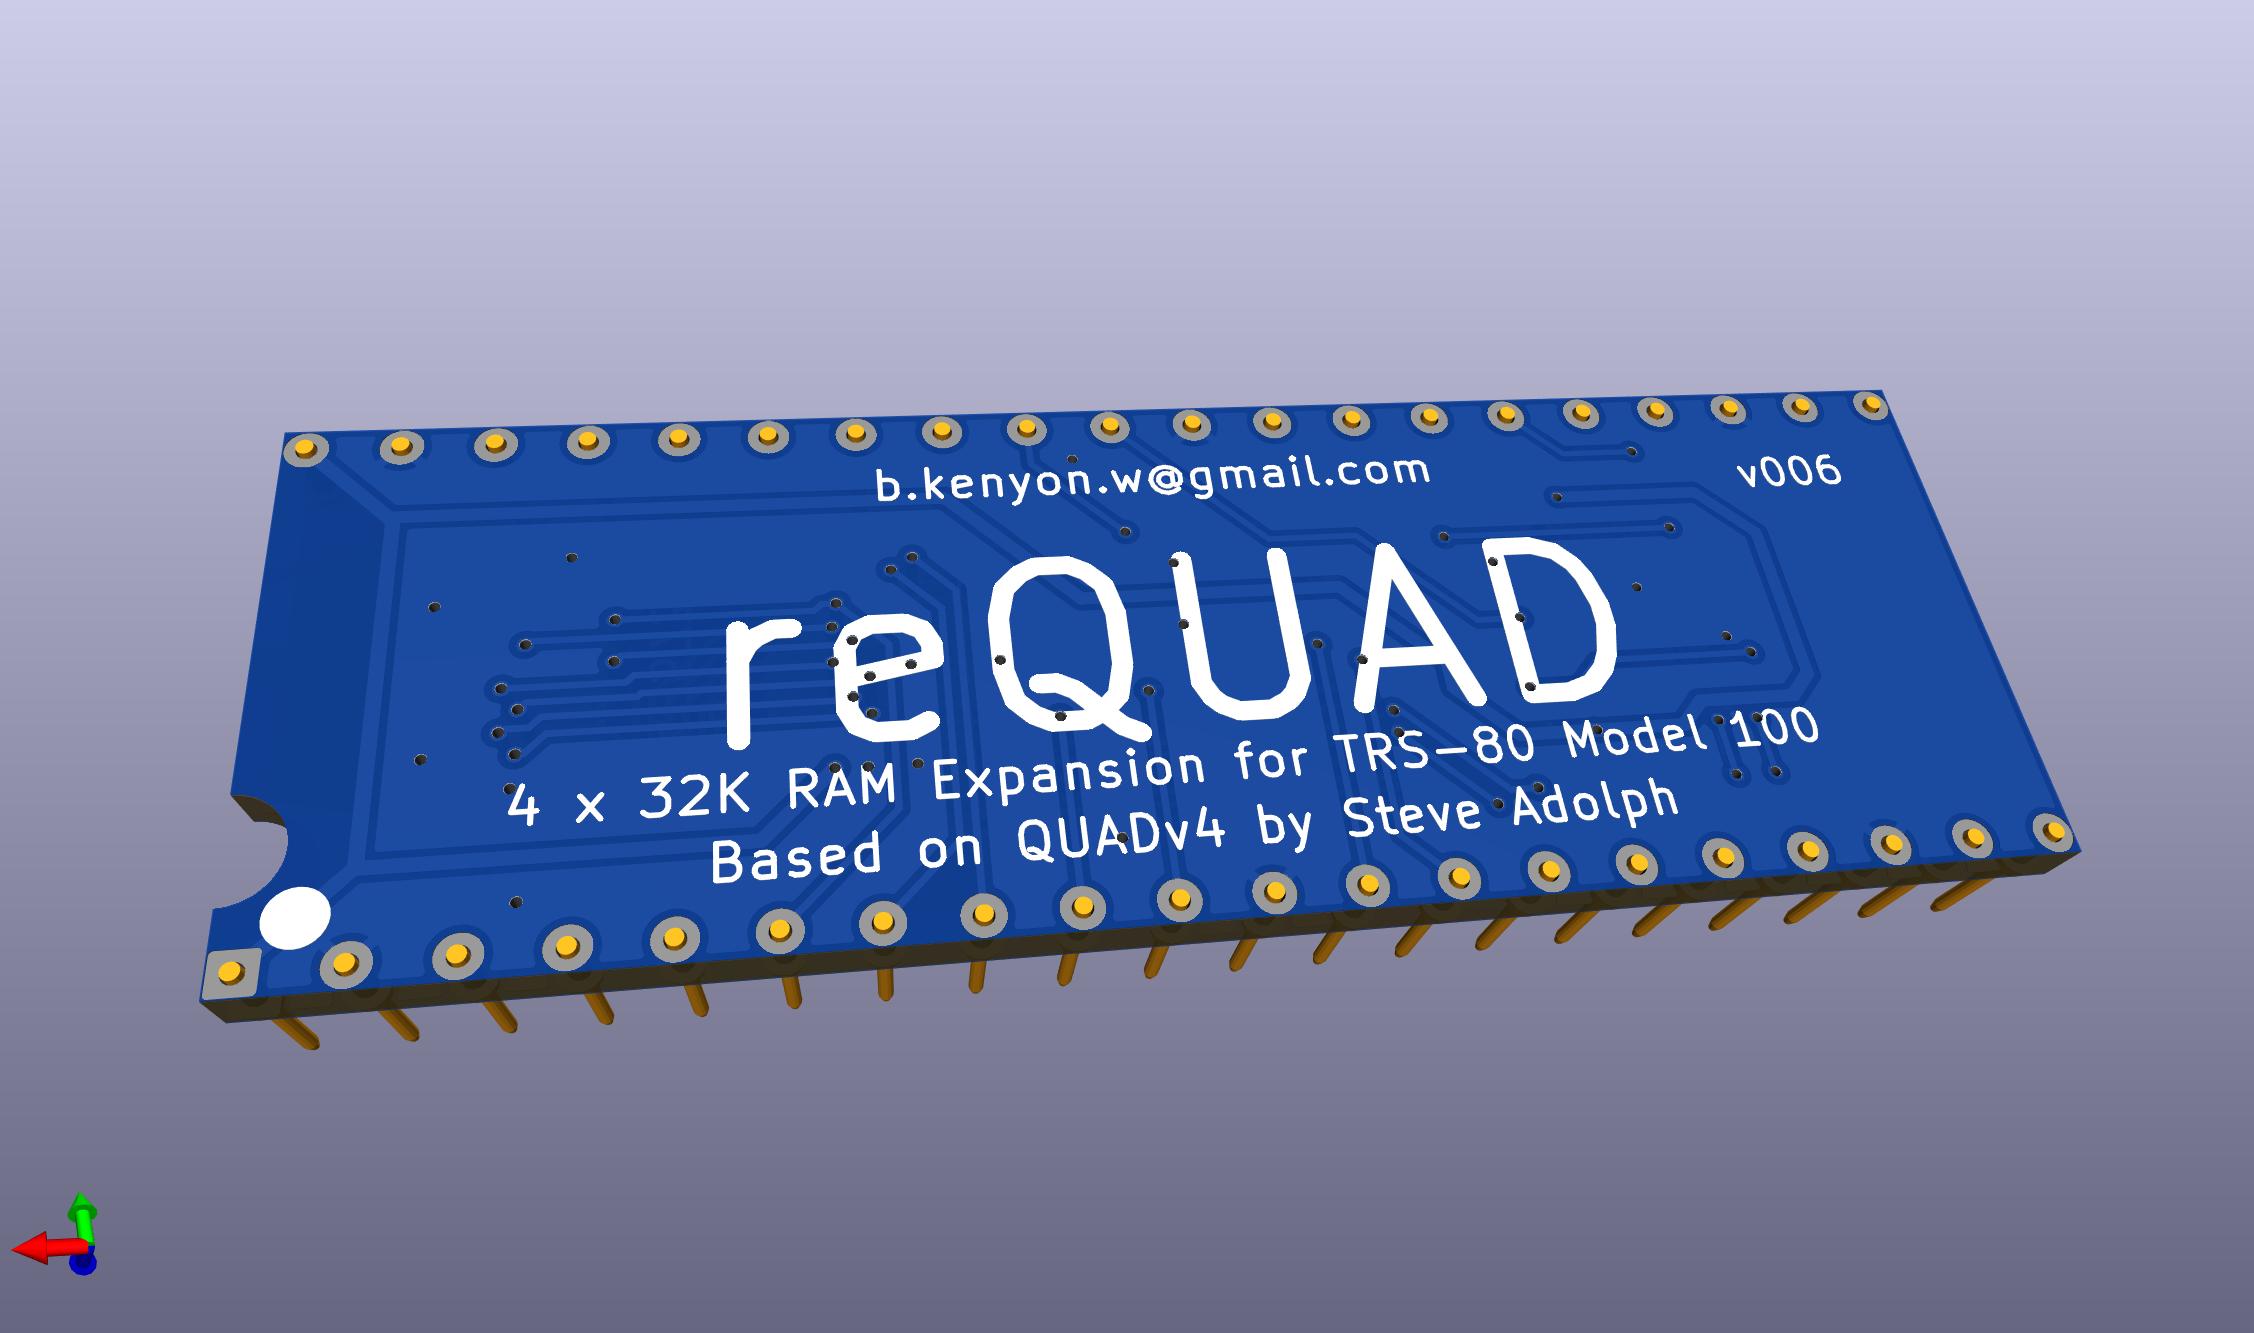 b.kenyon.w@gmail.com
v006
reQUAD
4 x 32K RAM Expansion for TRS-80 Model 100
Based on QUADv4 by Steve Adolph